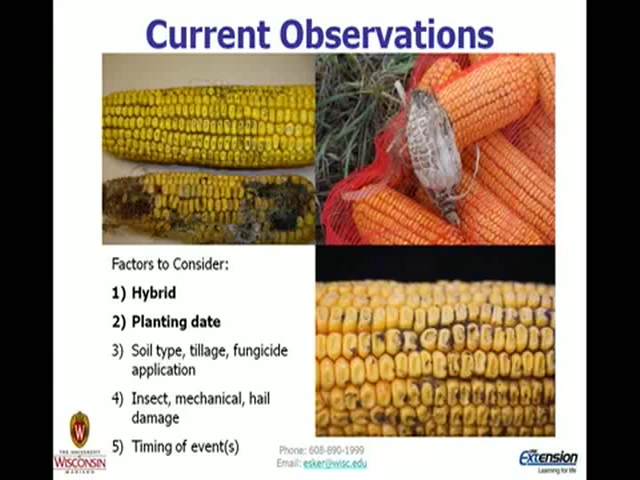 Current Observations
Factors to Consider:
1) Hybrid
2) Planting date
3) Soil type, tillage, fungicide
application
4) Insect, mechanical, hail
damage
5) Timing of event(s)
W
THE UNIVERSITY
of
WISCONSIN
MADISON
Phone: 608-890-1999
Email: esker@wisc.edu
Extension
Learning for life